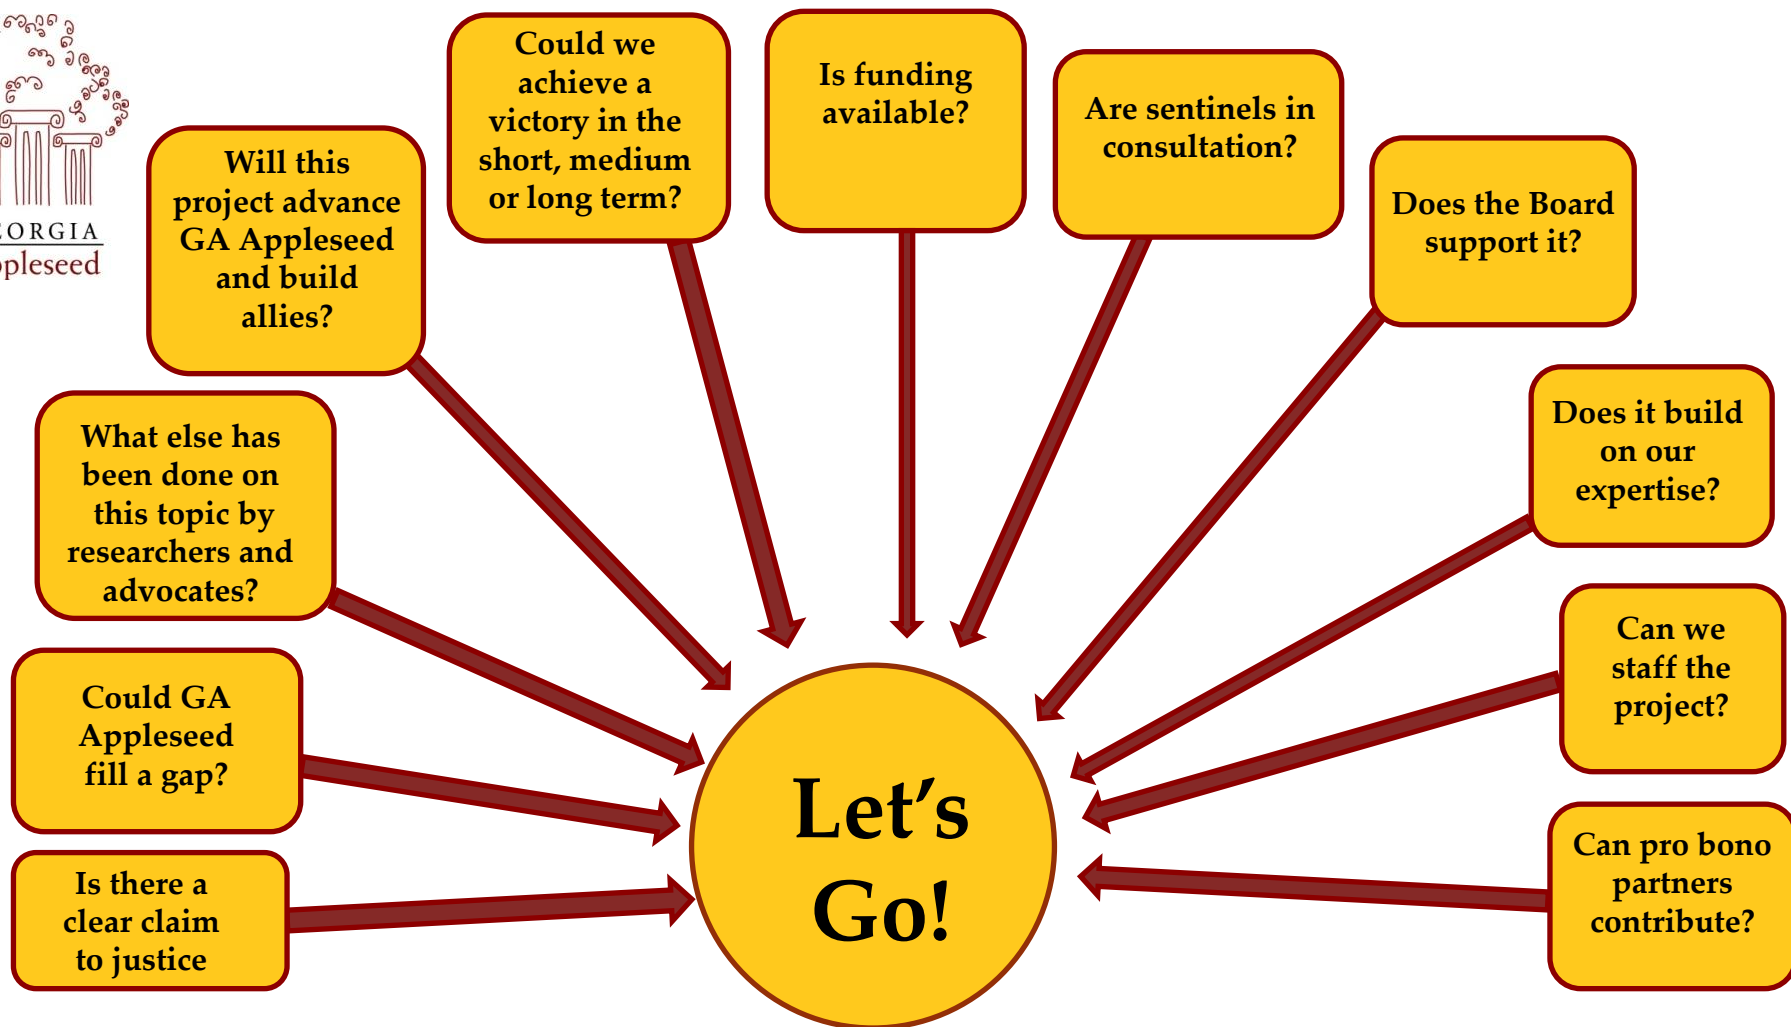 EORGIA
pleseed
Is there a
clear claim
to justice
Could GA
Appleseed
fill a gap?
What else has
been done on
this topic by
researchers and
advocates?
Will this
project advance
GA Appleseed
and build
allies?
Could we
achieve a
victory in the
short, medium
or long term?
Is funding
available?
Are sentinels in
consultation?
Does the Board
support it?
Does it build
on our
expertise?
Can we
staff the
project?
Can pro bono
partners
contribute?
Let’s
Go!